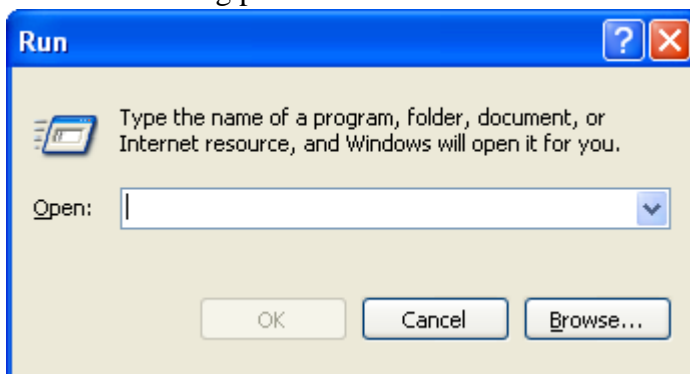 Run
Type the name of a program, folder, document, or
Internet resource, and Windows will open it for you.
Open:
OK Cancel Browse...